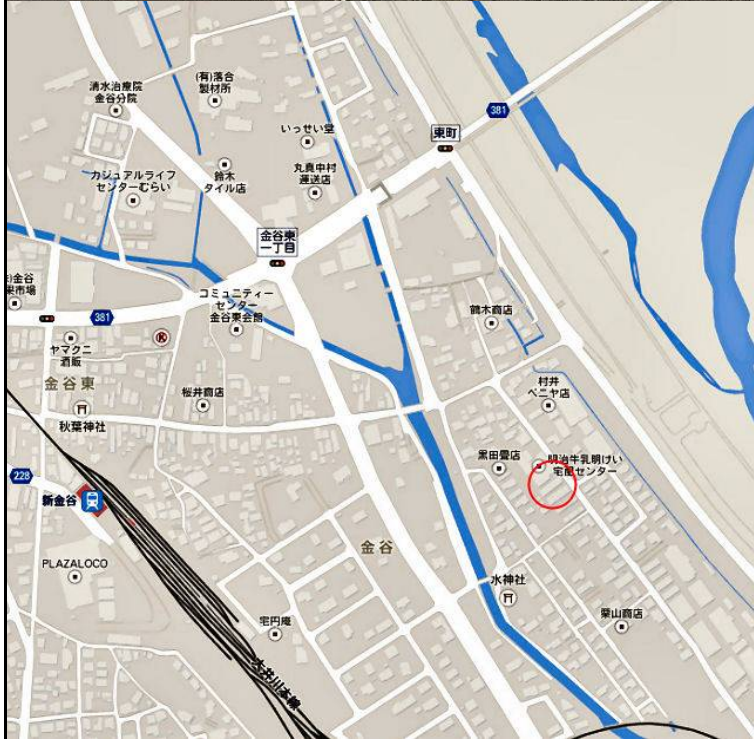 清水治療院
金谷分院
(有)落合
製材所
381
いっせい堂
東町
丸真中村
運送店
カジュアルライフ
センターむらい
鈴木
タイル店
金谷東
一丁目
コミュニティー
センター
金谷東会館
381
ヤマクニ
酒販
鶴木商店
金谷東
桜井商店
村井
ベニヤ店
秋葉神社
黒田畳店
明治牛乳明けい
宅配センター
228
新金谷
金谷
PLAZALOCO
水神社
宅円庵
栗山商店
大井川本線